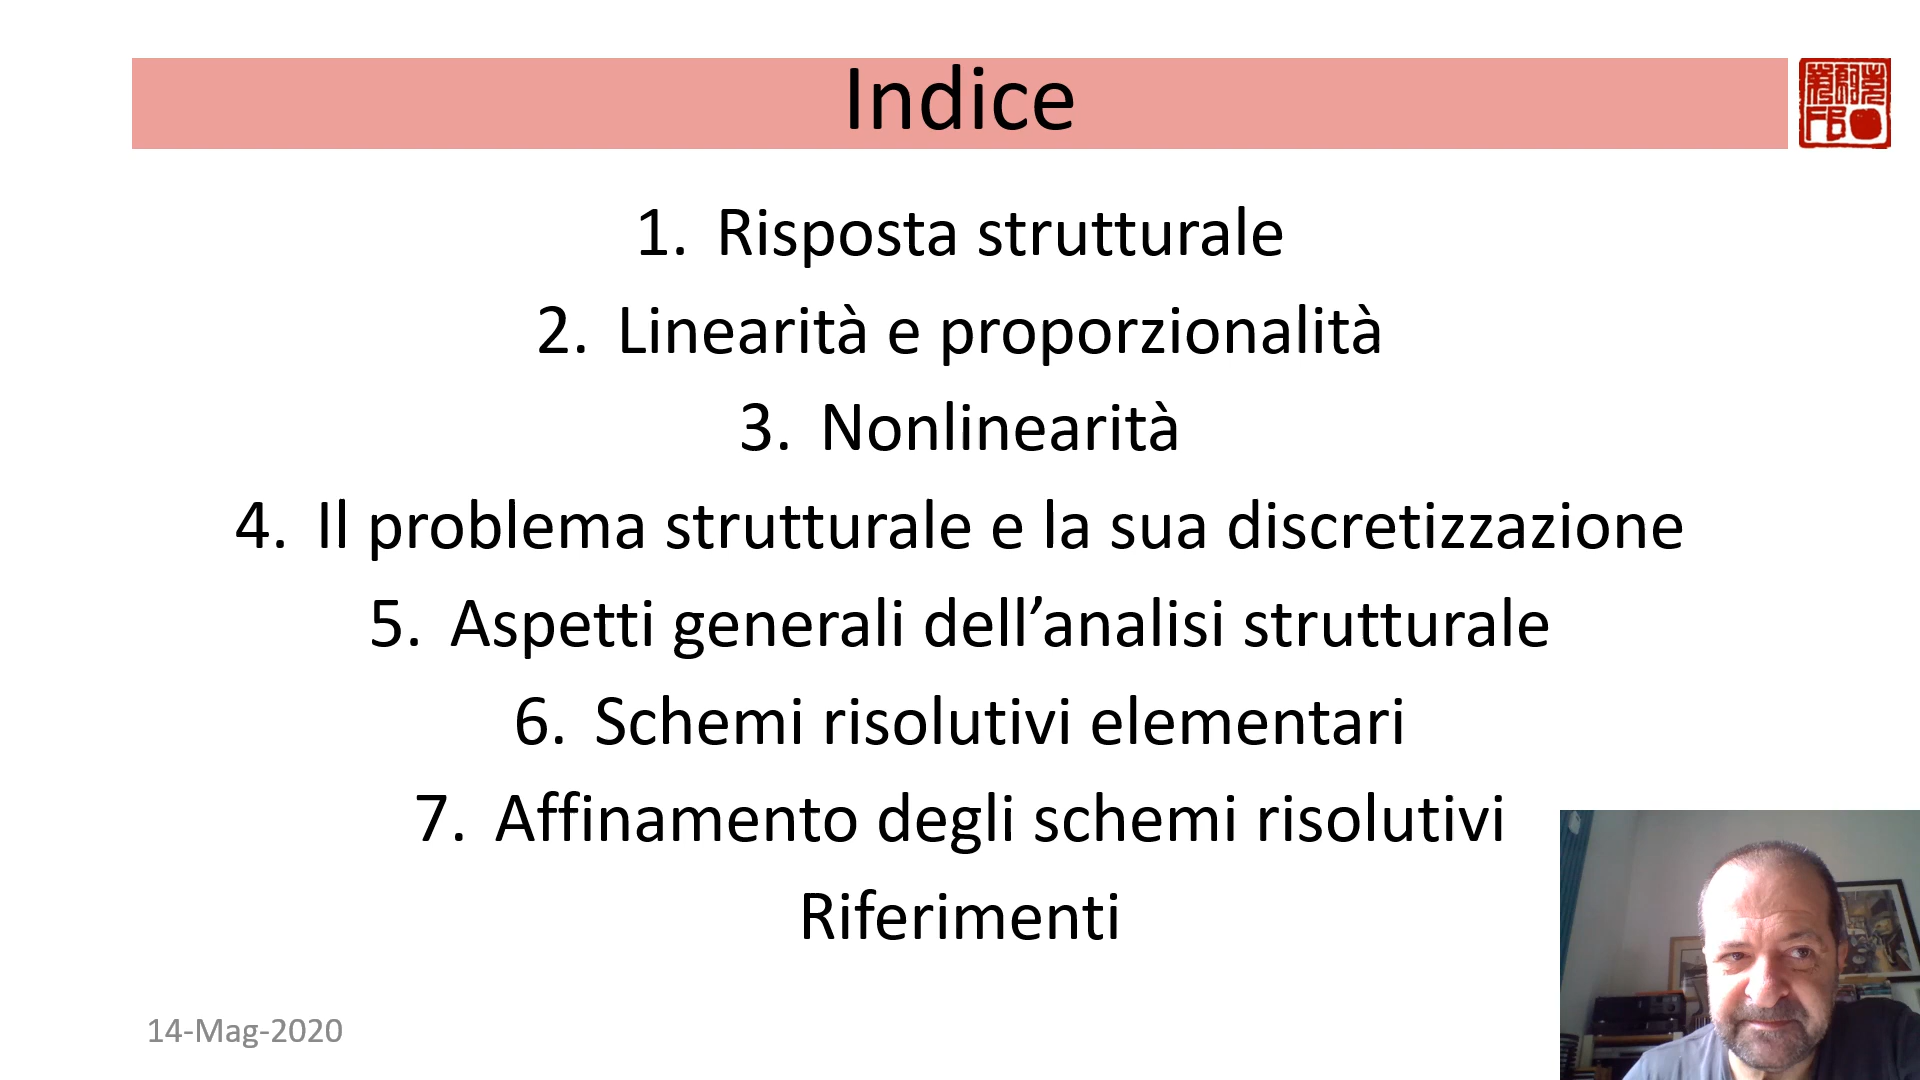 Indice
FB
1. Risposta strutturale
2. Linearità e proporzionalità
3. Nonlinearità
4. Il problema strutturale e la sua discretizzazione
5. Aspetti generali dell’analisi strutturale
6. Schemi risolutivi elementari
7. Affinamento degli schemi risolutivi
Riferimenti
14-Mag-2020